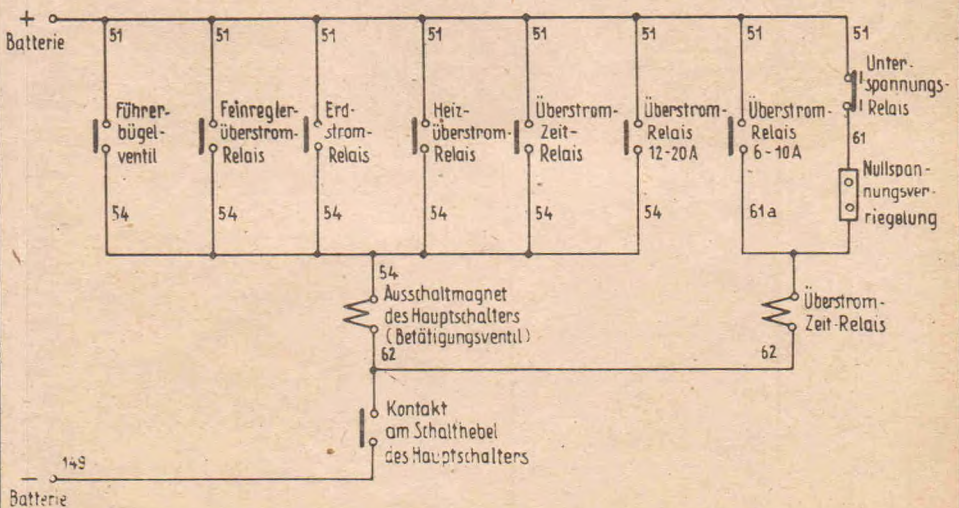 +
Batterie
51
51
51
51
51
51
51
51
Führer-
bügel-
ventil
Feinregler-
überstrom-
Relais
Erd-
strom-
Relais
Heiz-
überstrom-
Relais
Überstrom-
Zeit-
Relais
Überstrom-
Relais
12-20A
Überstrom-
Relais
6-10A
Unter-
spannungs-
Relais
61
Nullspan-
nungsver-
riegelung
54
54
54
54
54
54
61a
54
Ausschaltmagnet
des Hauptschalters
(Betätigungsventil)
62
Überstrom-
Zeit-Relais
62
Kontakt
am Schalthebel
des Hauptschalters
149
−
Batterie